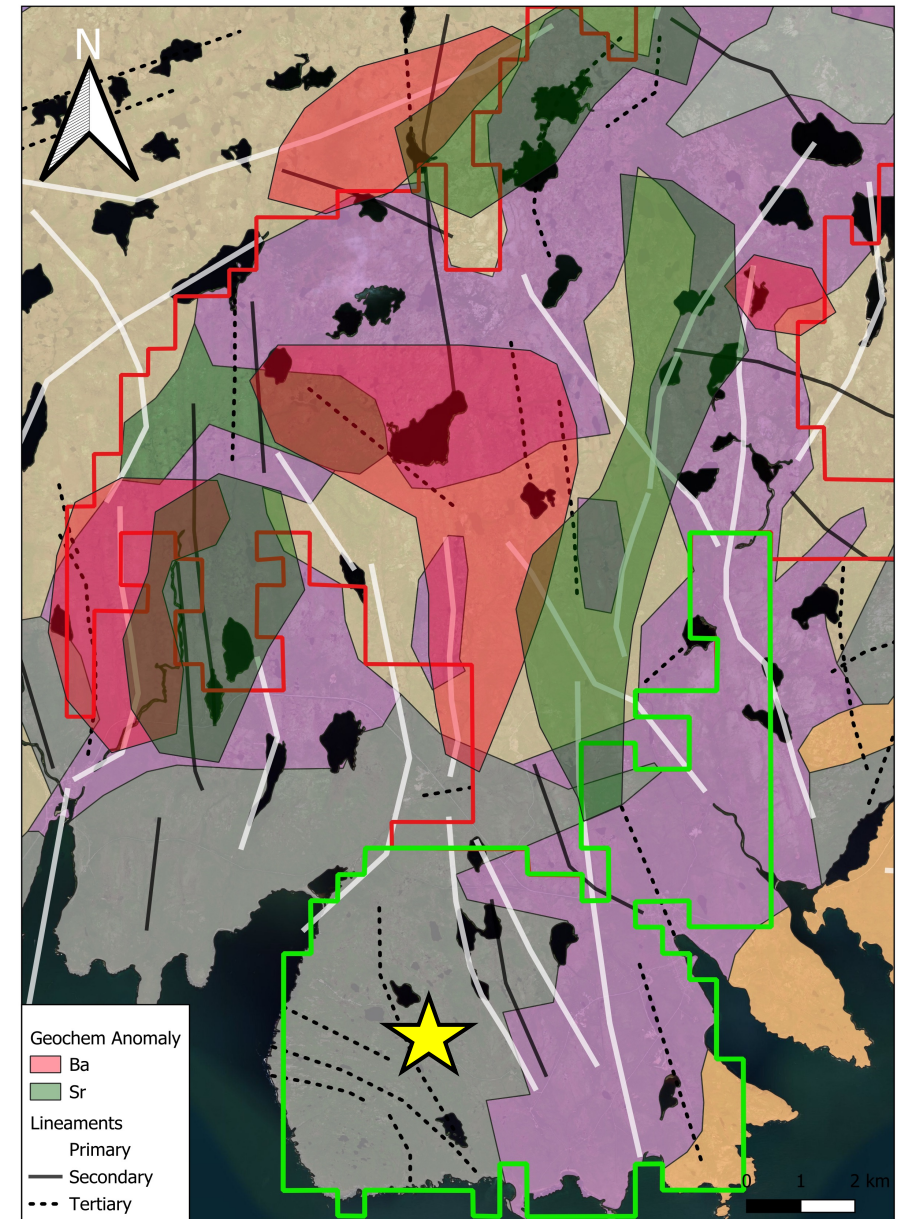 N
Geochem Anomaly
Ba
Sr
Lineaments
Primary
Secondary
Tertiary
0 1 2 km